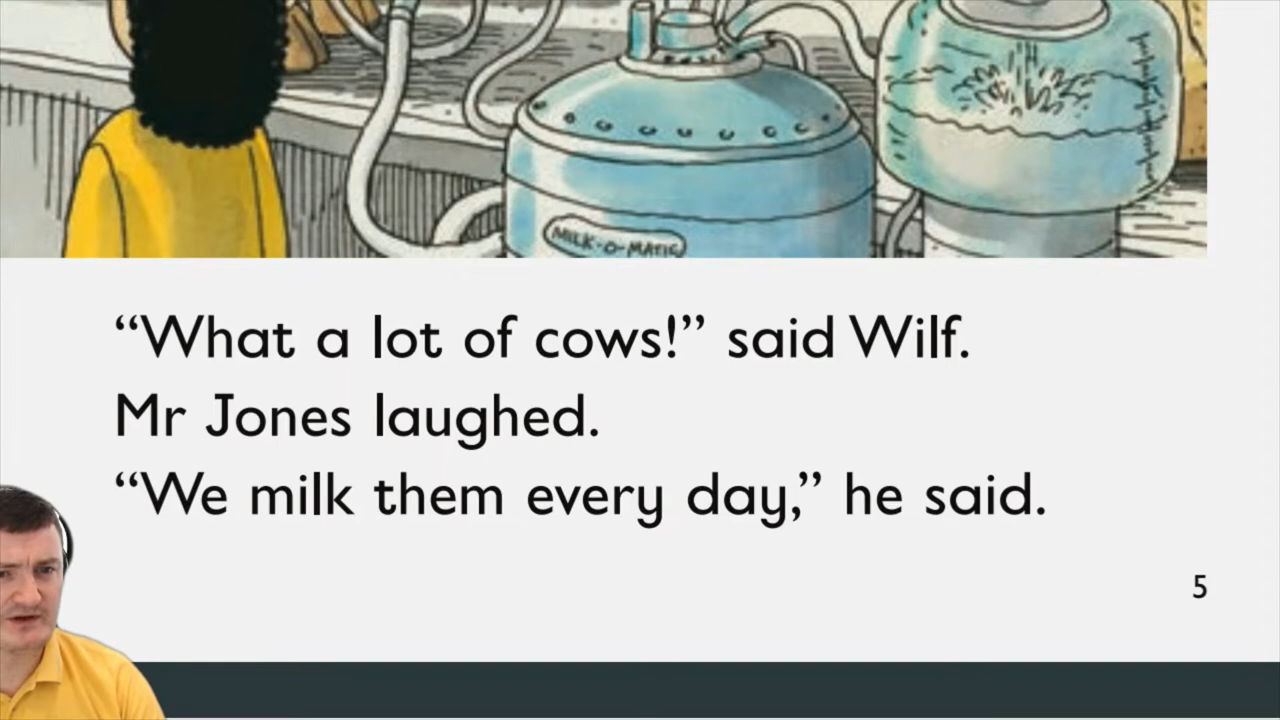 MILK-O-MATIC
“What a lot of cows!” said Wilf.
Mr Jones laughed.
“We milk them every day,” he said.
5